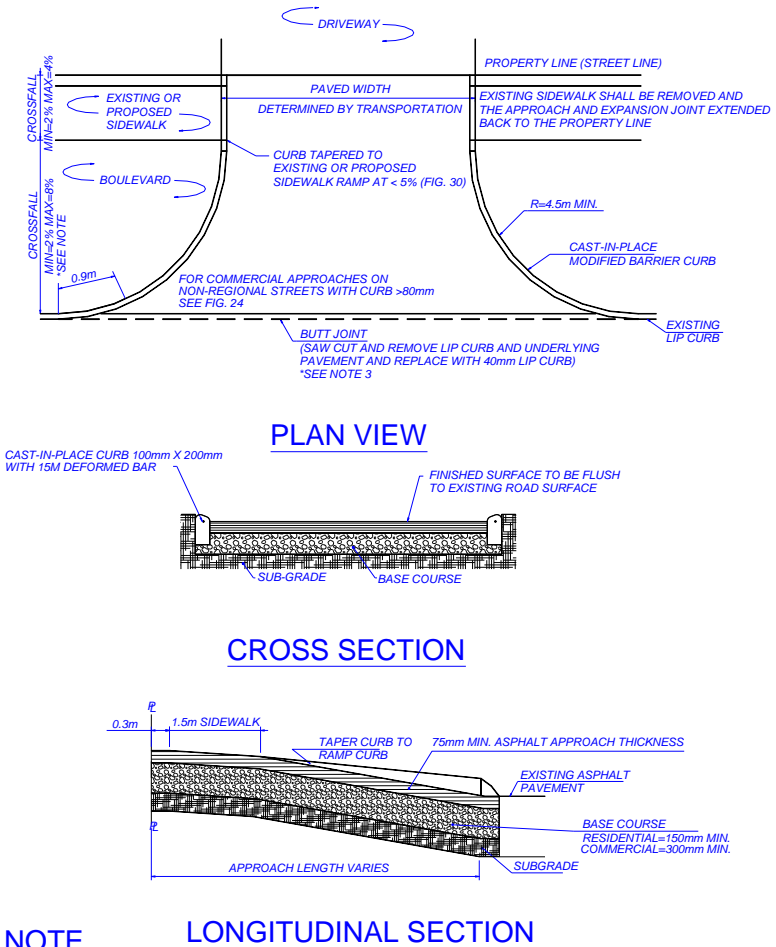 DRIVEWAY
PROPERTY LINE (STREET LINE)
CROSSFALL
MIN=2% MAX=4%
EXISTING OR
PROPOSED
SIDEWALK
PAVED WIDTH
DETERMINED BY TRANSPORTATION
EXISTING SIDEWALK SHALL BE REMOVED AND
THE APPROACH AND EXPANSION JOINT EXTENDED
BACK TO THE PROPERTY LINE
CURB TAPERED TO
EXISTING OR PROPOSED
SIDEWALK RAMP AT < 5% (FIG. 30)
BOULEVARD
CROSSFALL
MIN=2% MAX=8%
*SEE NOTE
R=4.5m MIN.
CAST-IN-PLACE
MODIFIED BARRIER CURB
0.9m
FOR COMMERCIAL APPROACHES ON
NON-REGIONAL STREETS WITH CURB >80mm
SEE FIG. 24
EXISTING
LIP CURB
BUTT JOINT
(SAW CUT AND REMOVE LIP CURB AND UNDERLYING
PAVEMENT AND REPLACE WITH 40mm LIP CURB)
*SEE NOTE 3
PLAN VIEW
CAST-IN-PLACE CURB 100mm X 200mm
WITH 15M DEFORMED BAR
FINISHED SURFACE TO BE FLUSH
TO EXISTING ROAD SURFACE
SUB-GRADE
BASE COURSE
CROSS SECTION
PL
0.3m
1.5m SIDEWALK
TAPER CURB TO
RAMP CURB
75mm MIN. ASPHALT APPROACH THICKNESS
EXISTING ASPHALT
PAVEMENT
PL
BASE COURSE
RESIDENTIAL=150mm MIN.
COMMERCIAL=300mm MIN.
SUBGRADE
APPROACH LENGTH VARIES
LONGITUDINAL SECTION
NOTE